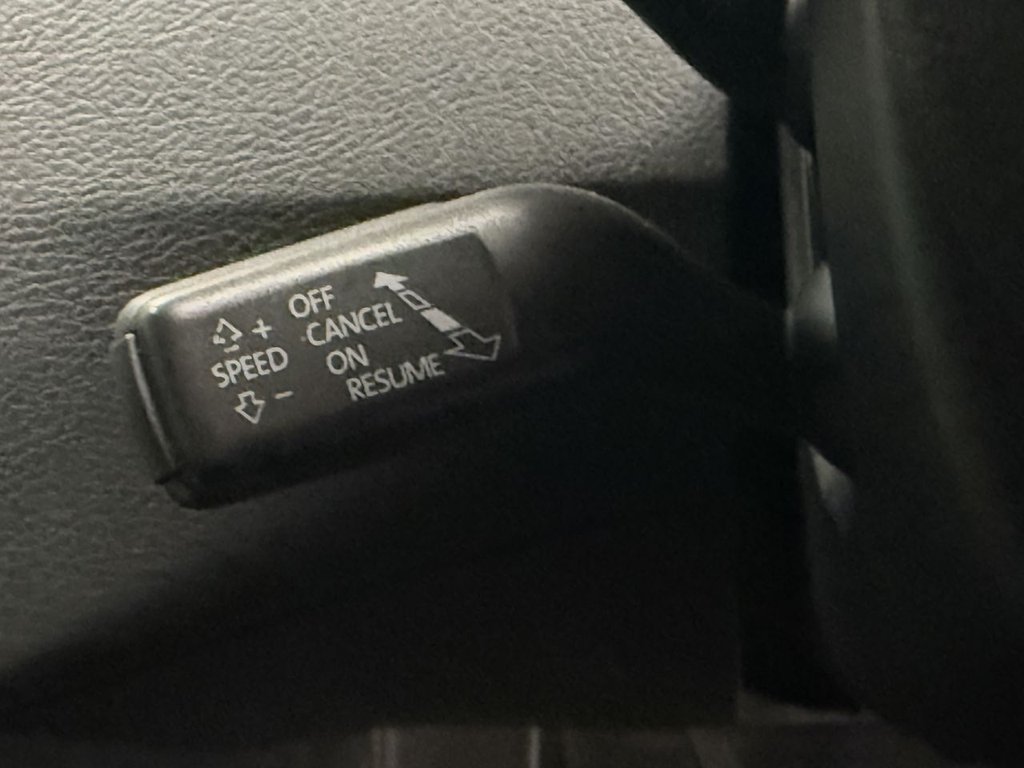 OFF
+ CANCEL
SPEED ON
- RESUME